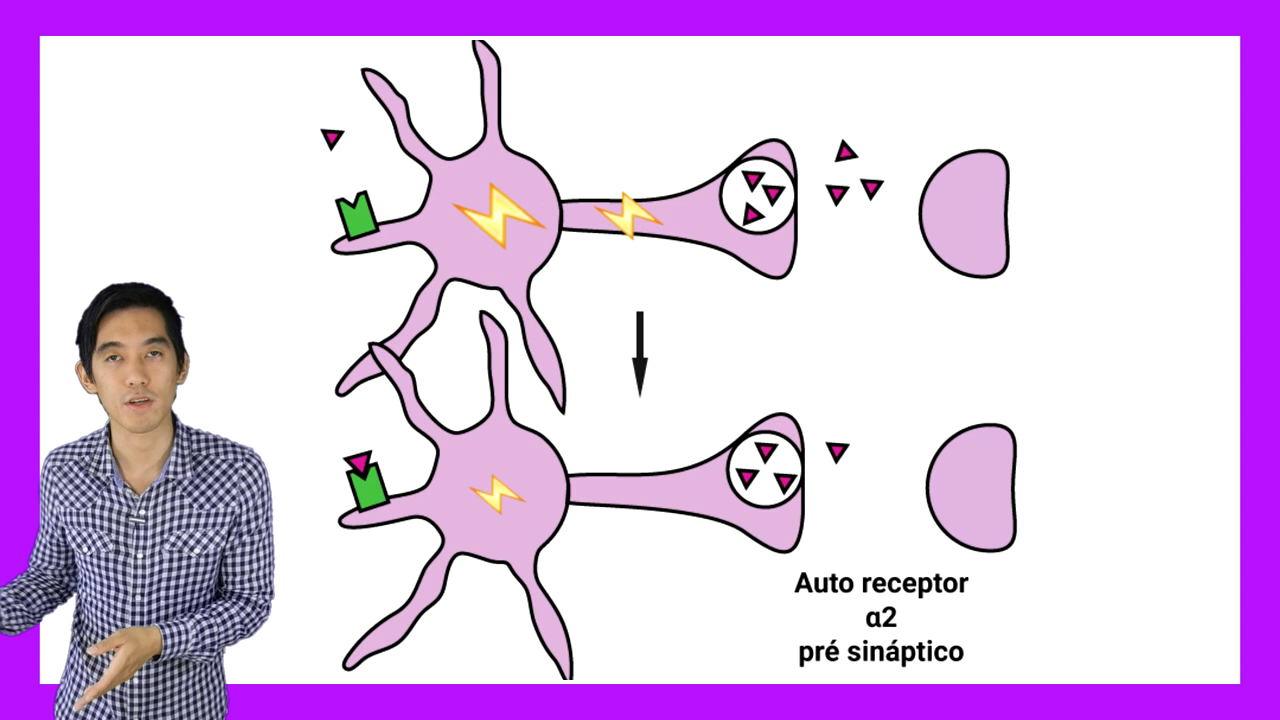 Auto receptor
α2
pré sináptico